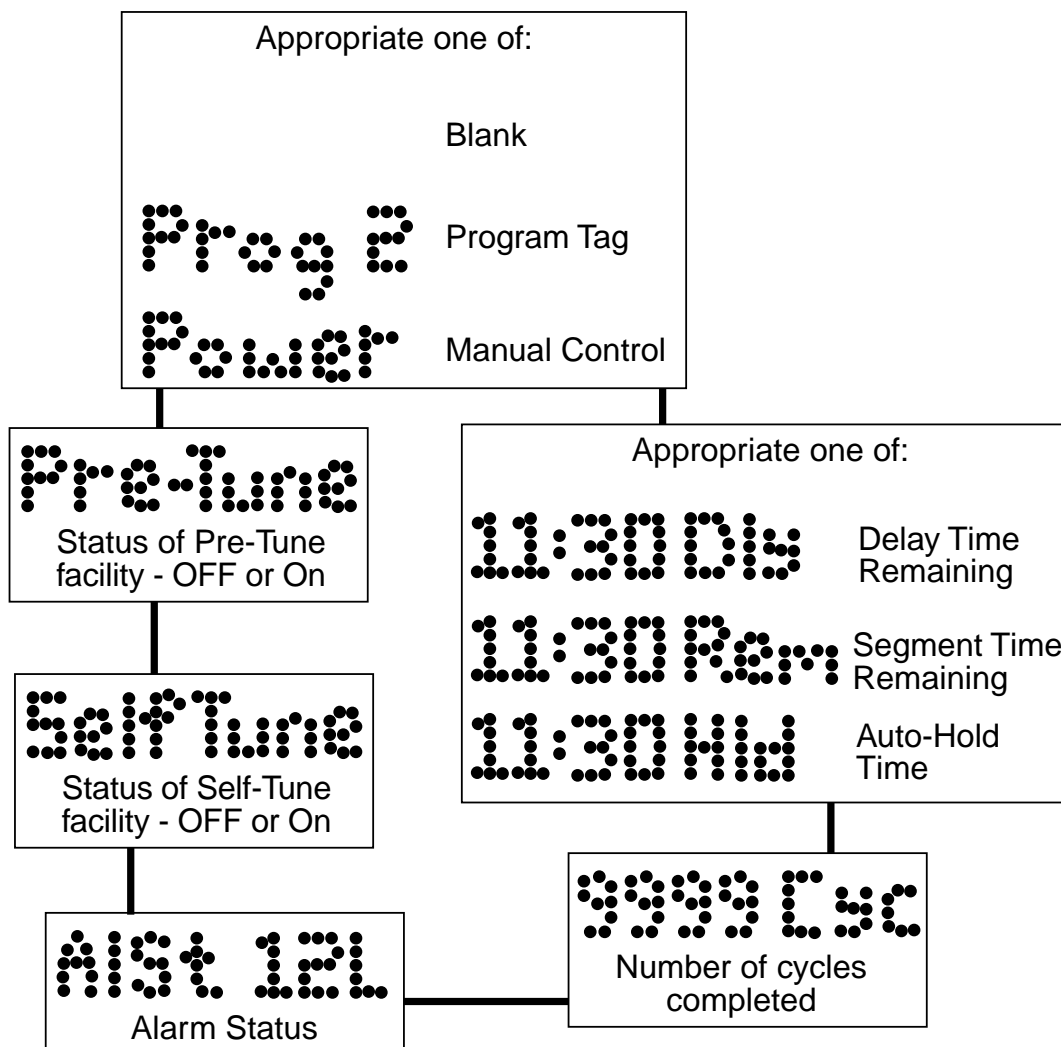 Appropriate one of:
Blank
Prog 2 Program Tag
Power Manual Control
Pre-Tune
Status of Pre-Tune
facility - OFF or On
SelfTune
Status of Self-Tune
facility - OFF or On
AlSt 12L
Alarm Status
Appropriate one of:
11:30 Dly Delay Time
Remaining
11:30 Rem Segment Time
Remaining
11:30 Hld Auto-Hold
Time
9999 Cyc
Number of cycles
completed